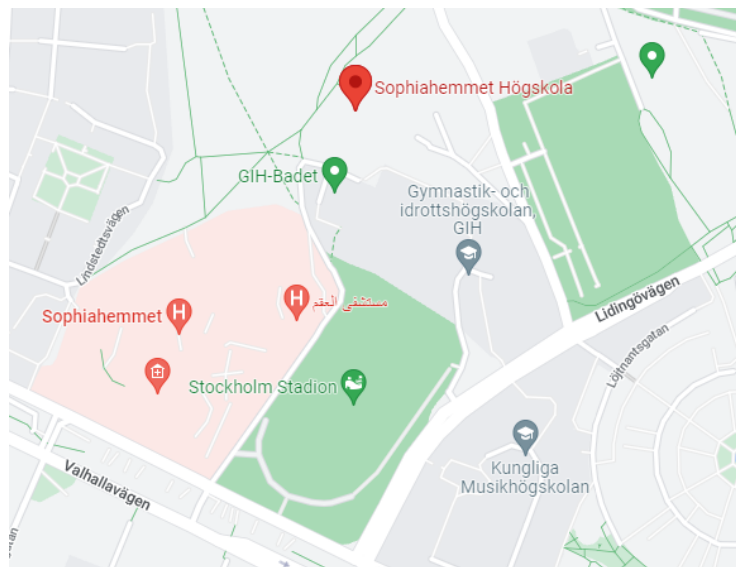 Sophiahemmet Högskola
GIH-Badet
Gymnastik- och
idrottshögskolan,
GIH
Lindstedtsvägen
Lidingövägen
Sophiahemmet
مستشفى العقم
Löjtnantsgatan
Stockholm Stadion
Kungliga
Musikhögskolan
Valhallavägen
gatan